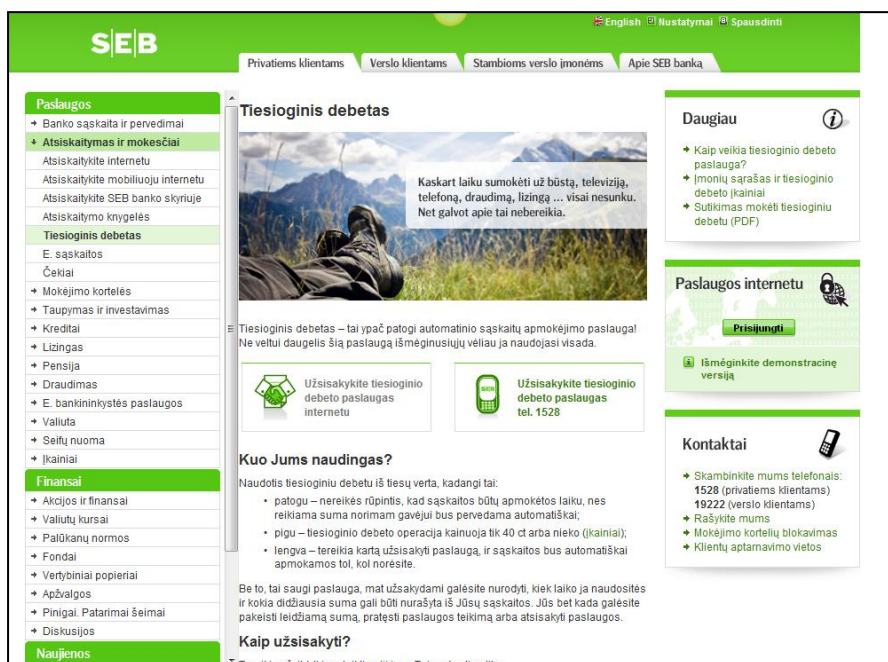 English Nustatymai Spausdinti
SEB
Privatiems klientams Verslo klientams Stambioms verslo įmonėms Apie SEB banką
Paslaugos
Banko sąskaita ir pervedimai
Atsiskaitymas ir mokesčiai
Atsiskaitykite internetu
Atsiskaitykite mobiliuoju internetu
Atsiskaitykite SEB banko skyriuje
Atsiskaitymo knygelės
Tiesioginis debetas
E. sąskaitos
Čekiai
Mokėjimo kortelės
Taupymas ir investavimas
Kreditai
Lizingas
Pensija
Draudimas
E. bankininkystės paslaugos
Valiuta
Seifų nuoma
Įkainiai
Finansai
Akcijos ir finansai
Valiutų kursai
Palūkanų normos
Fondai
Vertybiniai popieriai
Apžvalgos
Pinigai. Patarimai šeimai
Diskusijos
Naujienos
Tiesioginis debetas
Kaskart laiku sumokėti už būstą, televiziją,
telefoną, draudimą, lizingą ... visai nesunku.
Net galvot apie tai nebereikia.
Tiesioginis debetas – tai ypač patogi automatinio sąskaitų apmokėjimo paslauga!
Ne veltui daugelis šią paslaugą išmėginusiųjų vėliau ja naudojasi visada.
Užsisakykite tiesioginio
debeto paslaugas
internetu
Užsisakykite tiesioginio
debeto paslaugas
tel. 1528
Kuo Jums naudingas?
Naudotis tiesioginiu debetu iš tiesų verta, kadangi tai:
• patogu – nereikės rūpintis, kad sąskaitos būtų apmokėtos laiku, nes
reikiama suma norimam gavėjui bus pervedama automatiškai;
• pigu – tiesioginio debeto operacija kainuoja tik 40 ct arba nieko (įkainiai);
• lengva – tereikia kartą užsisakyti paslaugą, ir sąskaitos bus automatiškai
apmokamos tol, kol norėsite.
Be to, tai saugi paslauga, mat užsakydami galėsite nurodyti, kiek laiko ja naudositės
ir kokia didžiausia suma gali būti nurašyta iš Jūsų sąskaitos. Jūs bet kada galėsite
pakeisti leidžiamą sumą, pratęsti paslaugos teikimą arba atsisakyti paslaugos.
Kaip užsisakyti?
Daugiau
Kaip veikia tiesioginio debeto
paslauga?
Įmonių sąrašas ir tiesioginio
debeto įkainiai
Sutikimas mokėti tiesioginiu
debetu (PDF)
Paslaugos internetu
Prisijungti
Išmėginkite demonstracinę
versiją
Kontaktai
Skambinkite mums telefonais:
1528 (privatiems klientams)
19222 (verslo klientams)
Rašykite mums
Mokėjimo kortelių blokavimas
Klientų aptarnavimo vietos